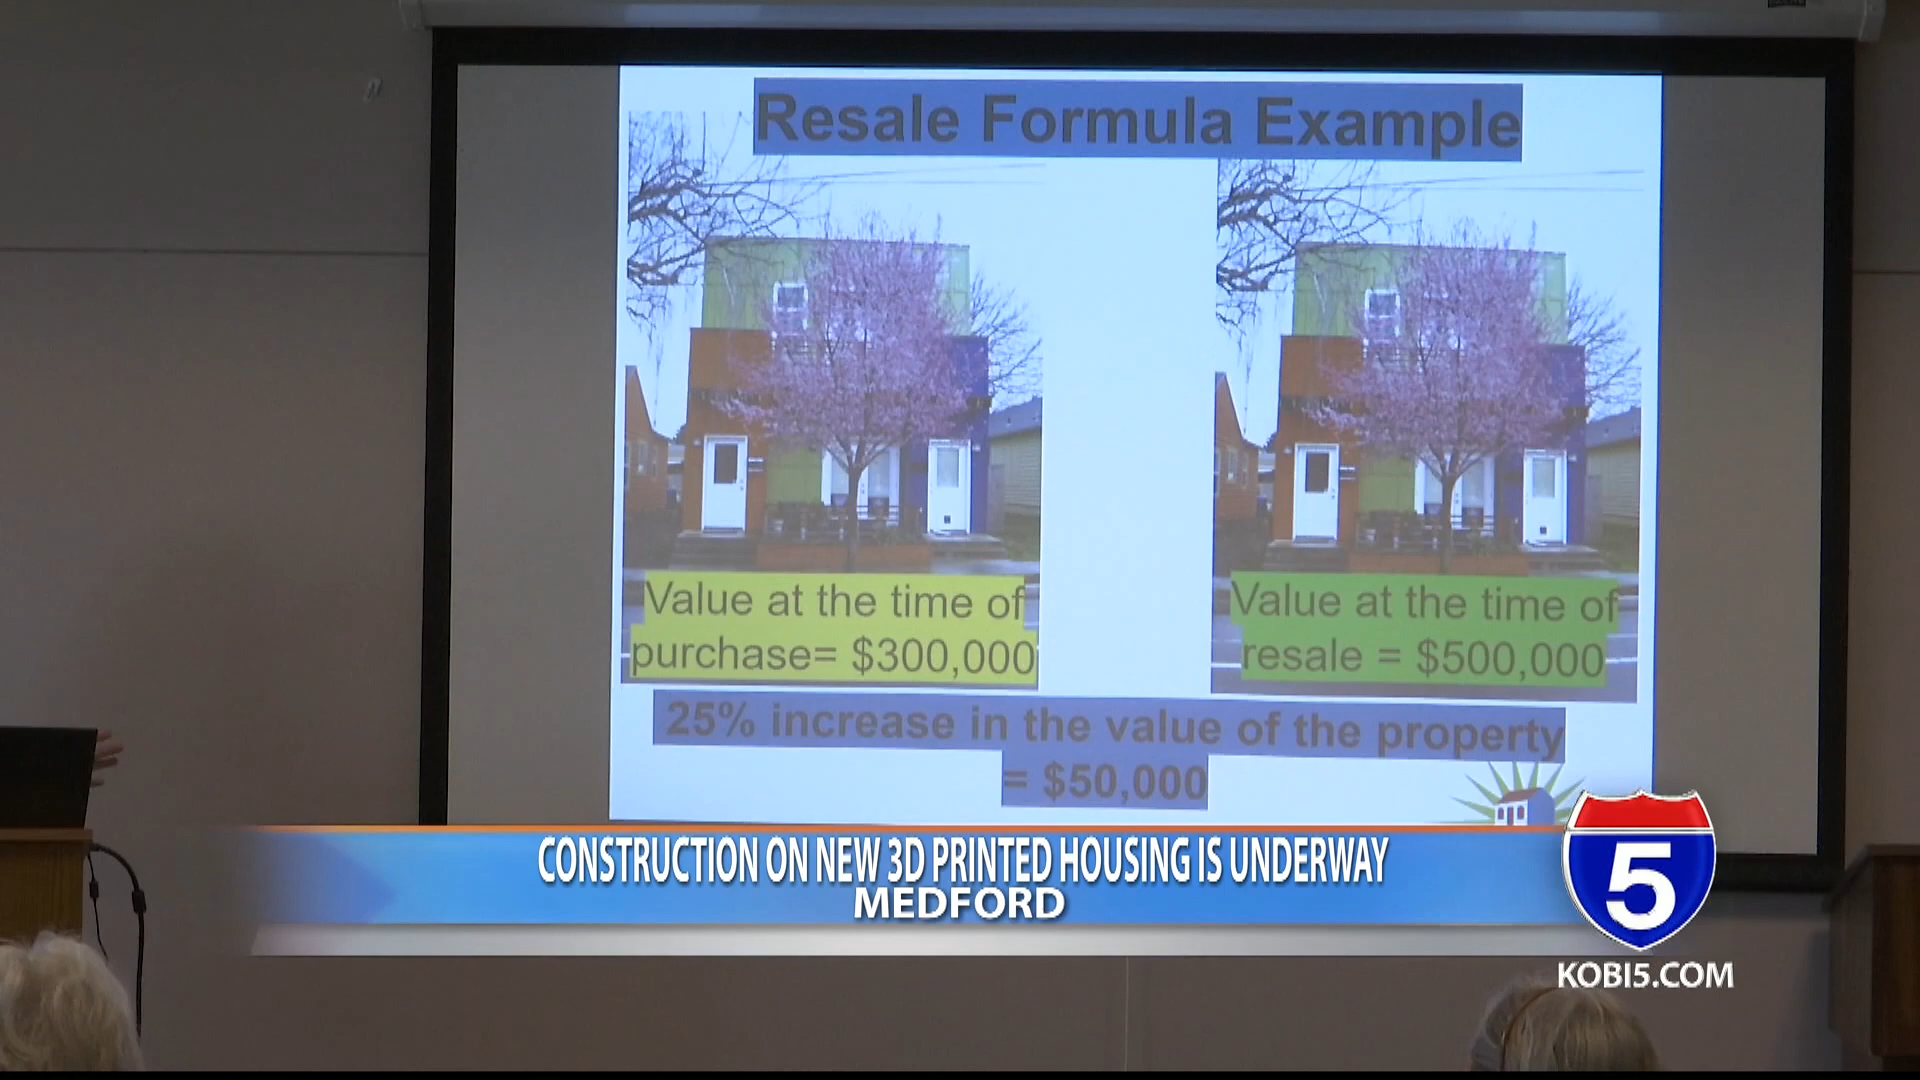 Resale Formula Example
Value at the time of
purchase= $300,000
Value at the time of
resale = $500,000
25% increase in the value of the property
= $50,000
CONSTRUCTION ON NEW 3D PRINTED HOUSING IS UNDERWAY
MEDFORD
5
KOBI5.COM